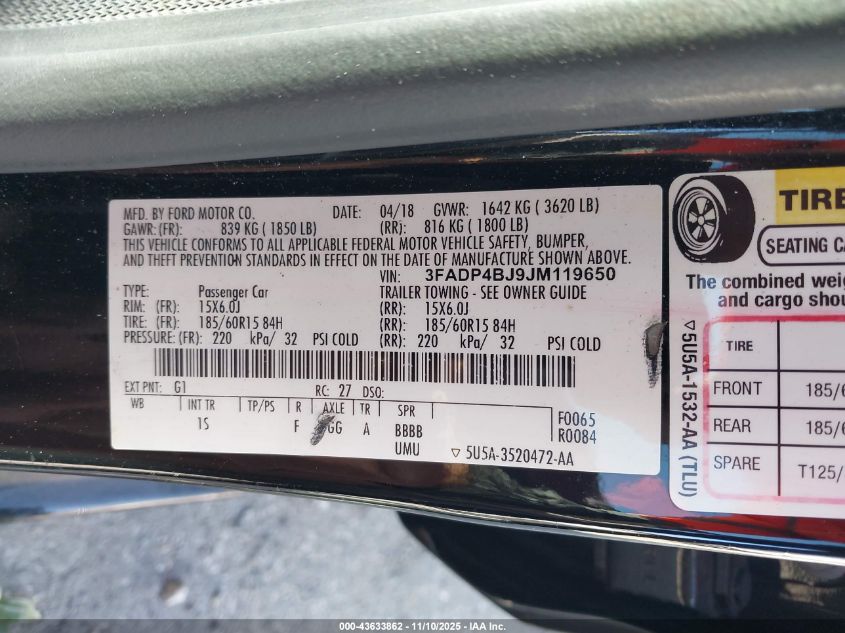 MFD. BY FORD MOTOR CO. DATE: 04/18 GVWR: 1642 KG ( 3620 LB)
GAWR: (FR) 839 KG ( 1850 LB) (RR): 816 KG ( 1800 LB)
THIS VEHICLE CONFORMS TO ALL APPLICABLE FEDERAL MOTOR VEHICLE SAFETY, BUMPER,
AND THEFT PREVENTION STANDARDS IN EFFECT ON THE DATE OF MANUFACTURE SHOWN ABOVE.
VIN: 3FADP4BJ9JM119650
TYPE: Passenger Car TRAILER TOWING - SEE OWNER GUIDE
RIM: (FR): 15X6.0J (RR): 15X6.0J
TIRE: (FR): 185/60R15 84H (RR): 185/60R15 84H
PRESSURE: (FR): 220 kPa/ 32 PSI COLD (RR): 220 kPa/ 32 PSI COLD
EXT PNT: G1 RC: 27 DSO:
WB INT TR TP/PS R AXLE TR SPR
1S F GG A BBBB F0065
R0084
UMU ▽ 5U5A-3520472-AA
TIRE
SEATING CA
The combined weig
and cargo shou
▽ 5U5A-1532-AA (TLU)
TIRE
FRONT 185/6
REAR 185/6
SPARE T125/
000-43633862 - 11/10/2025 - IAA Inc.